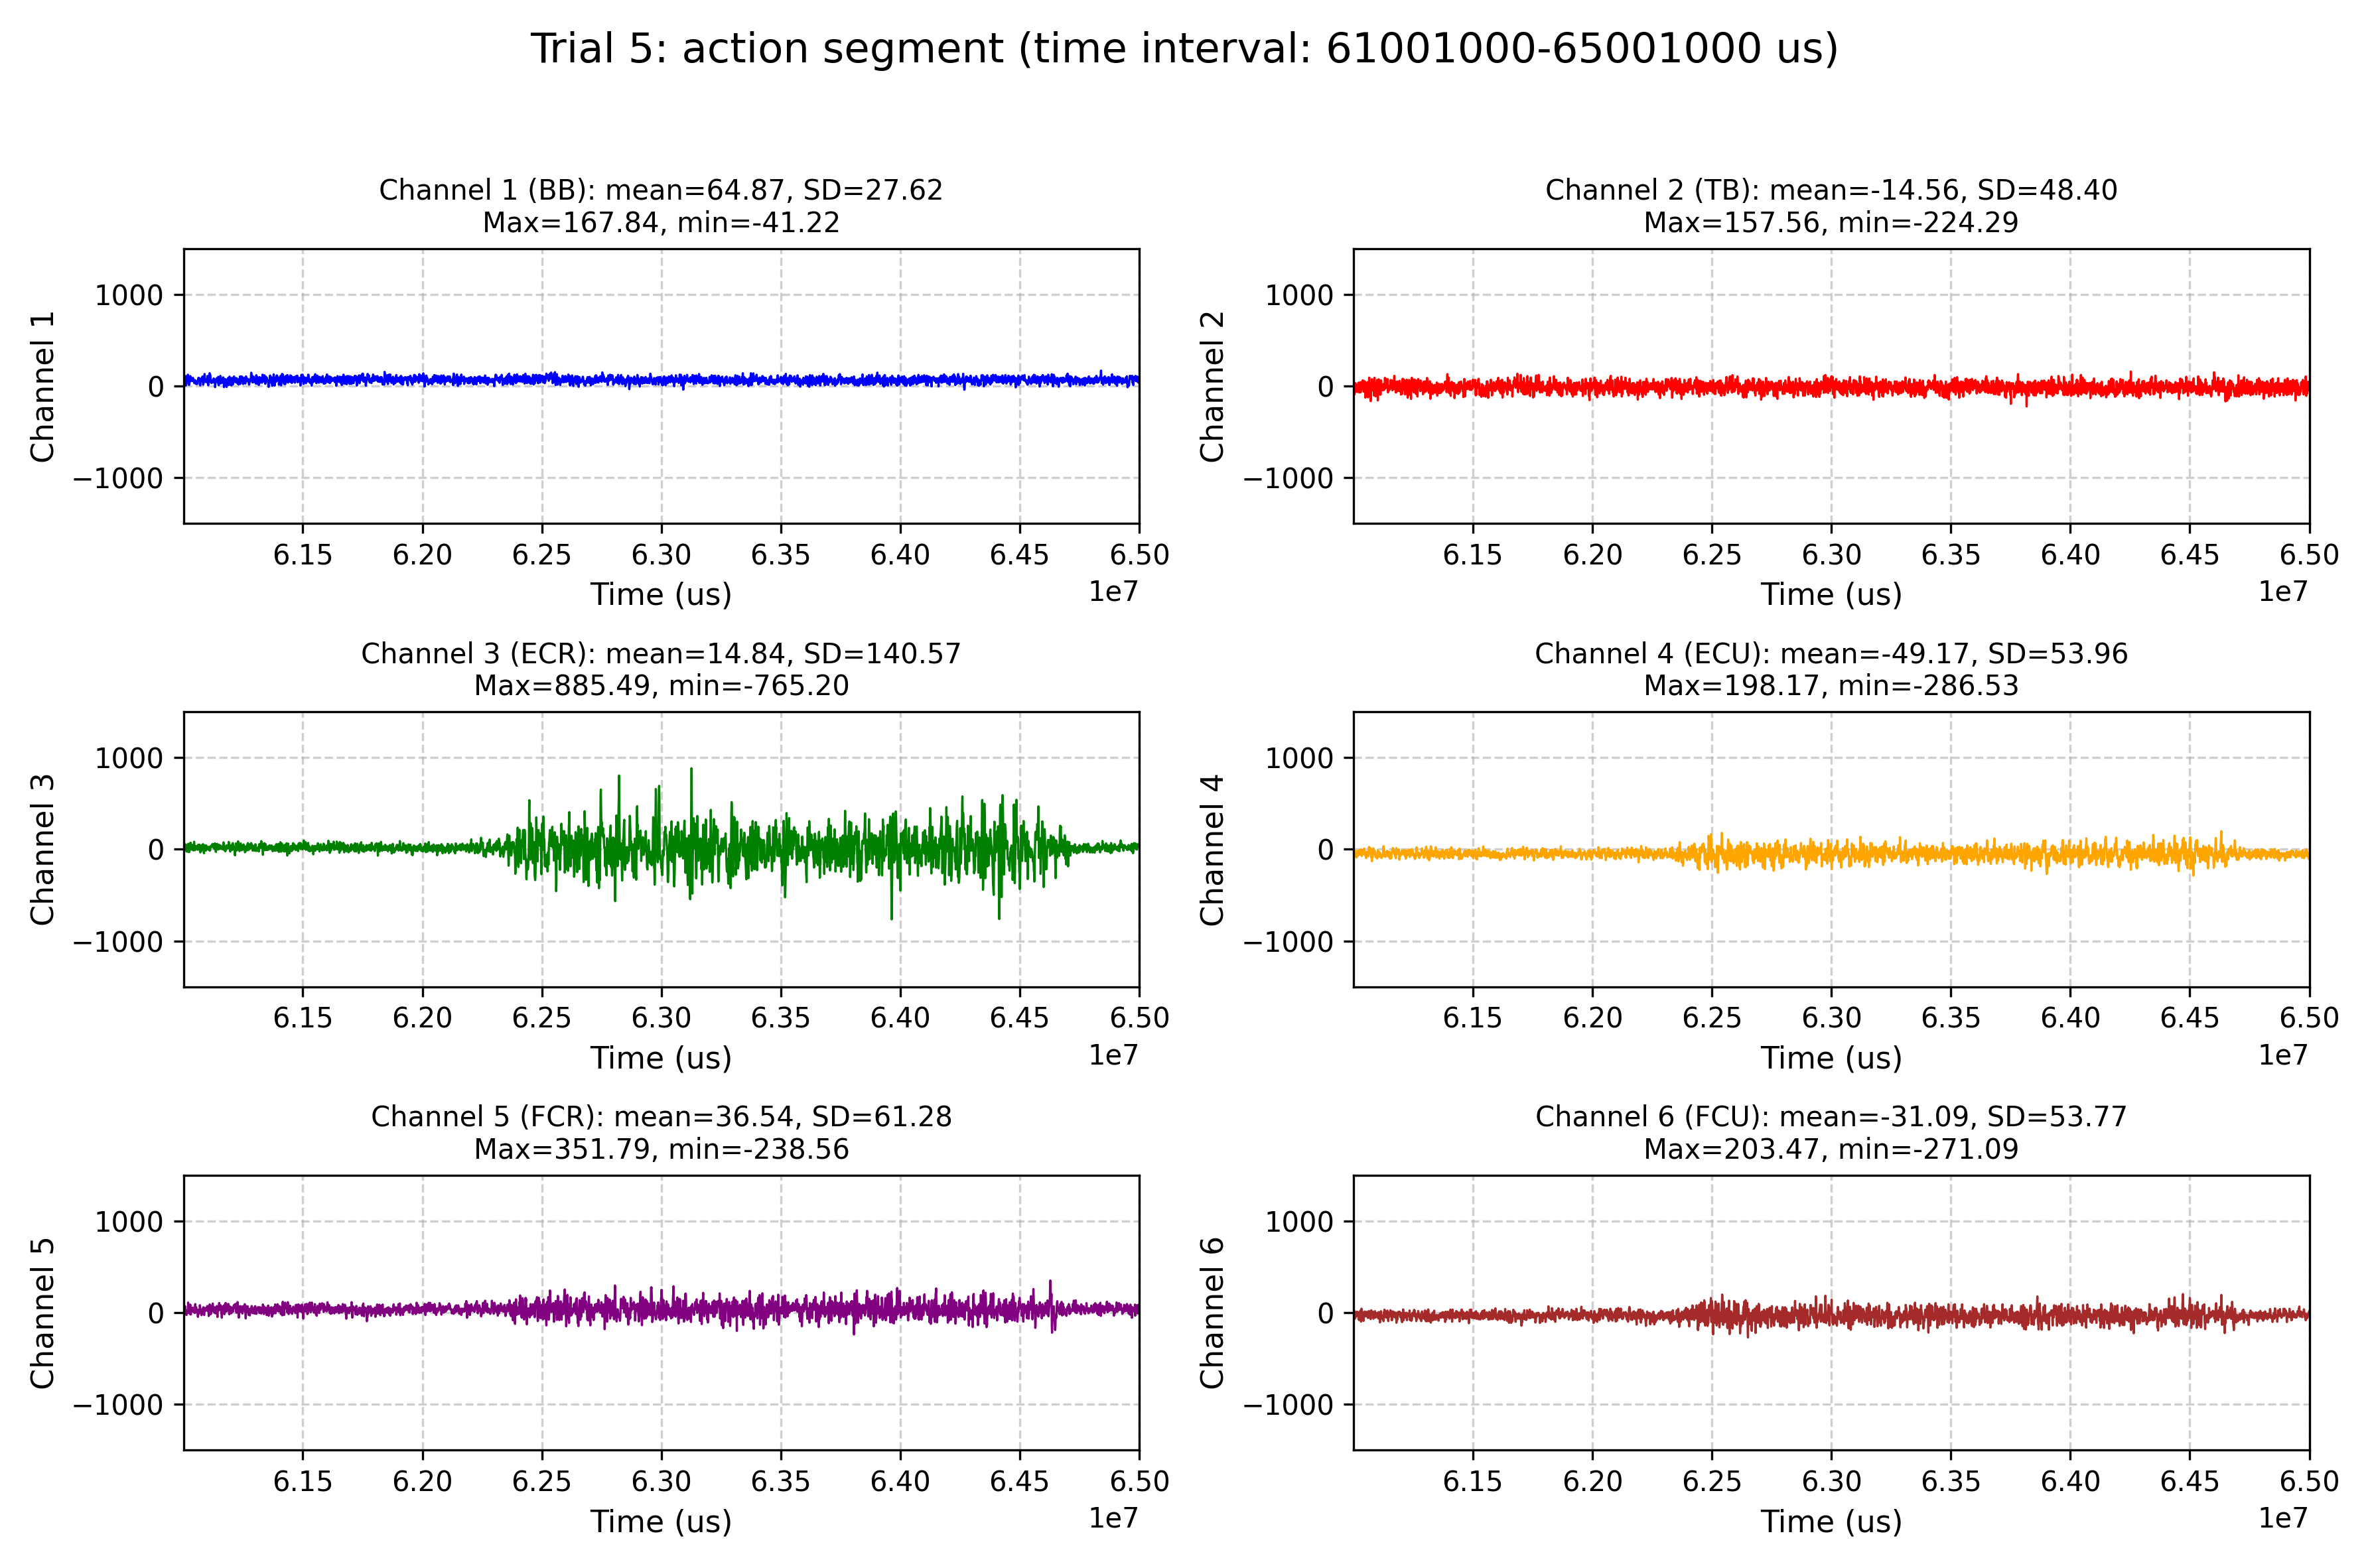 Trial 5: action segment (time interval: 61001000-65001000 us)
Channel 1 (BB): mean=64.87, SD=27.62
Max=167.84, min=-41.22
Channel 1
1000
0
−1000
6.15 6.20 6.25 6.30 6.35 6.40 6.45 6.50
Time (us)
1e7
Channel 2 (TB): mean=-14.56, SD=48.40
Max=157.56, min=-224.29
Channel 2
1000
0
−1000
6.15 6.20 6.25 6.30 6.35 6.40 6.45 6.50
Time (us)
1e7
Channel 3 (ECR): mean=14.84, SD=140.57
Max=885.49, min=-765.20
Channel 3
1000
0
−1000
6.15 6.20 6.25 6.30 6.35 6.40 6.45 6.50
Time (us)
1e7
Channel 4 (ECU): mean=-49.17, SD=53.96
Max=198.17, min=-286.53
Channel 4
1000
0
−1000
6.15 6.20 6.25 6.30 6.35 6.40 6.45 6.50
Time (us)
1e7
Channel 5 (FCR): mean=36.54, SD=61.28
Max=351.79, min=-238.56
Channel 5
1000
0
−1000
6.15 6.20 6.25 6.30 6.35 6.40 6.45 6.50
Time (us)
1e7
Channel 6 (FCU): mean=-31.09, SD=53.77
Max=203.47, min=-271.09
Channel 6
1000
0
−1000
6.15 6.20 6.25 6.30 6.35 6.40 6.45 6.50
Time (us)
1e7